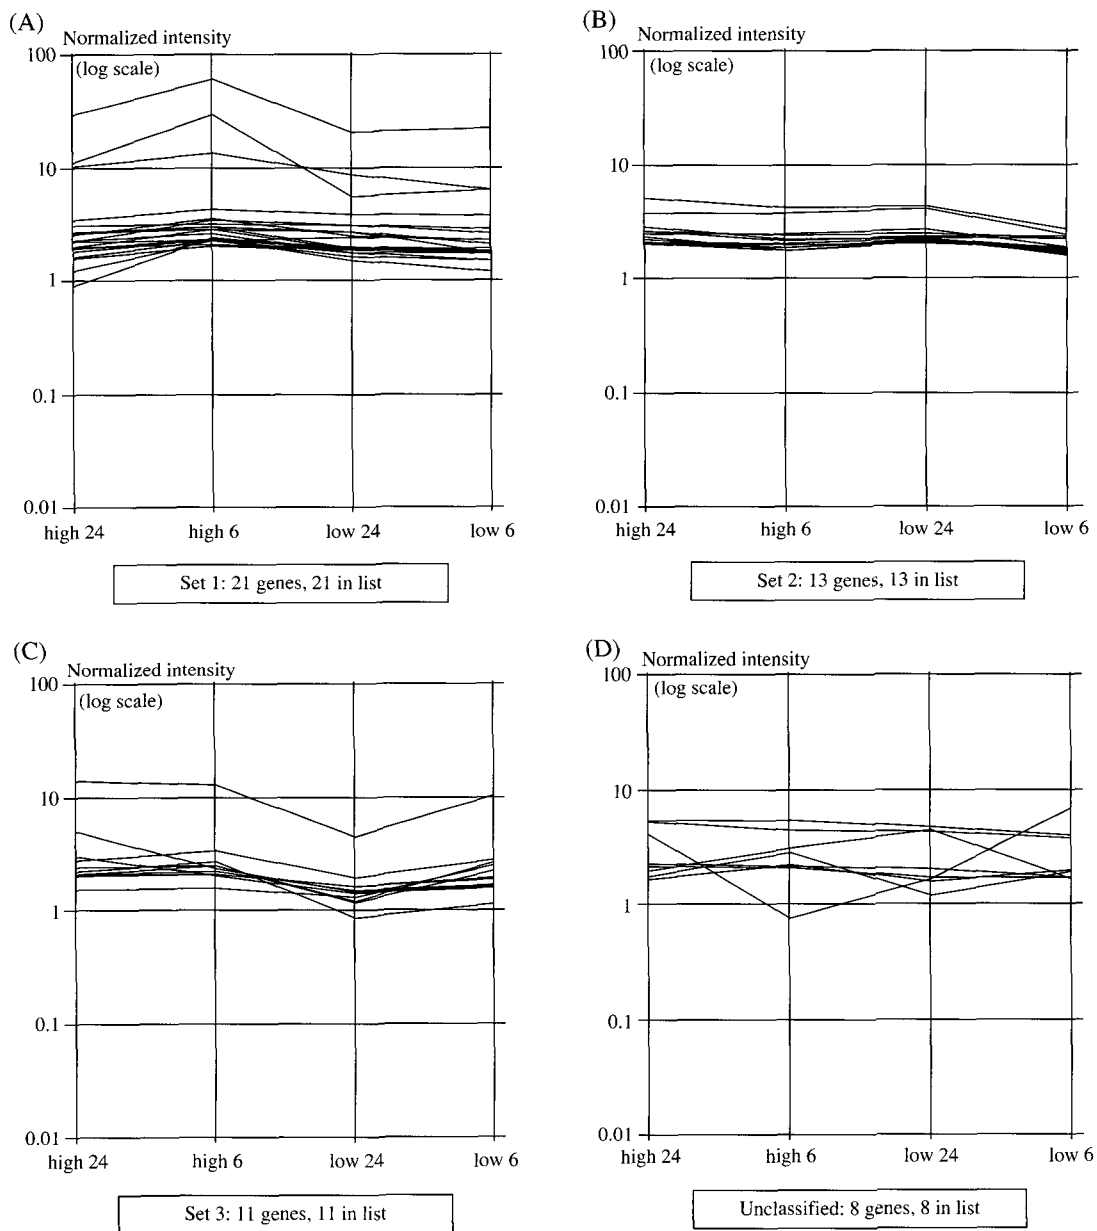 (A)
Normalized intensity
(log scale)
100
10
1
0.1
0.01
high 24 high 6 low 24 low 6
Set 1: 21 genes, 21 in list
(B)
Normalized intensity
(log scale)
100
10
1
0.1
0.01
high 24 high 6 low 24 low 6
Set 2: 13 genes, 13 in list
(C)
Normalized intensity
(log scale)
100
10
1
0.1
0.01
high 24 high 6 low 24 low 6
Set 3: 11 genes, 11 in list
(D)
Normalized intensity
(log scale)
100
10
1
0.1
0.01
high 24 high 6 low 24 low 6
Unclassified: 8 genes, 8 in list